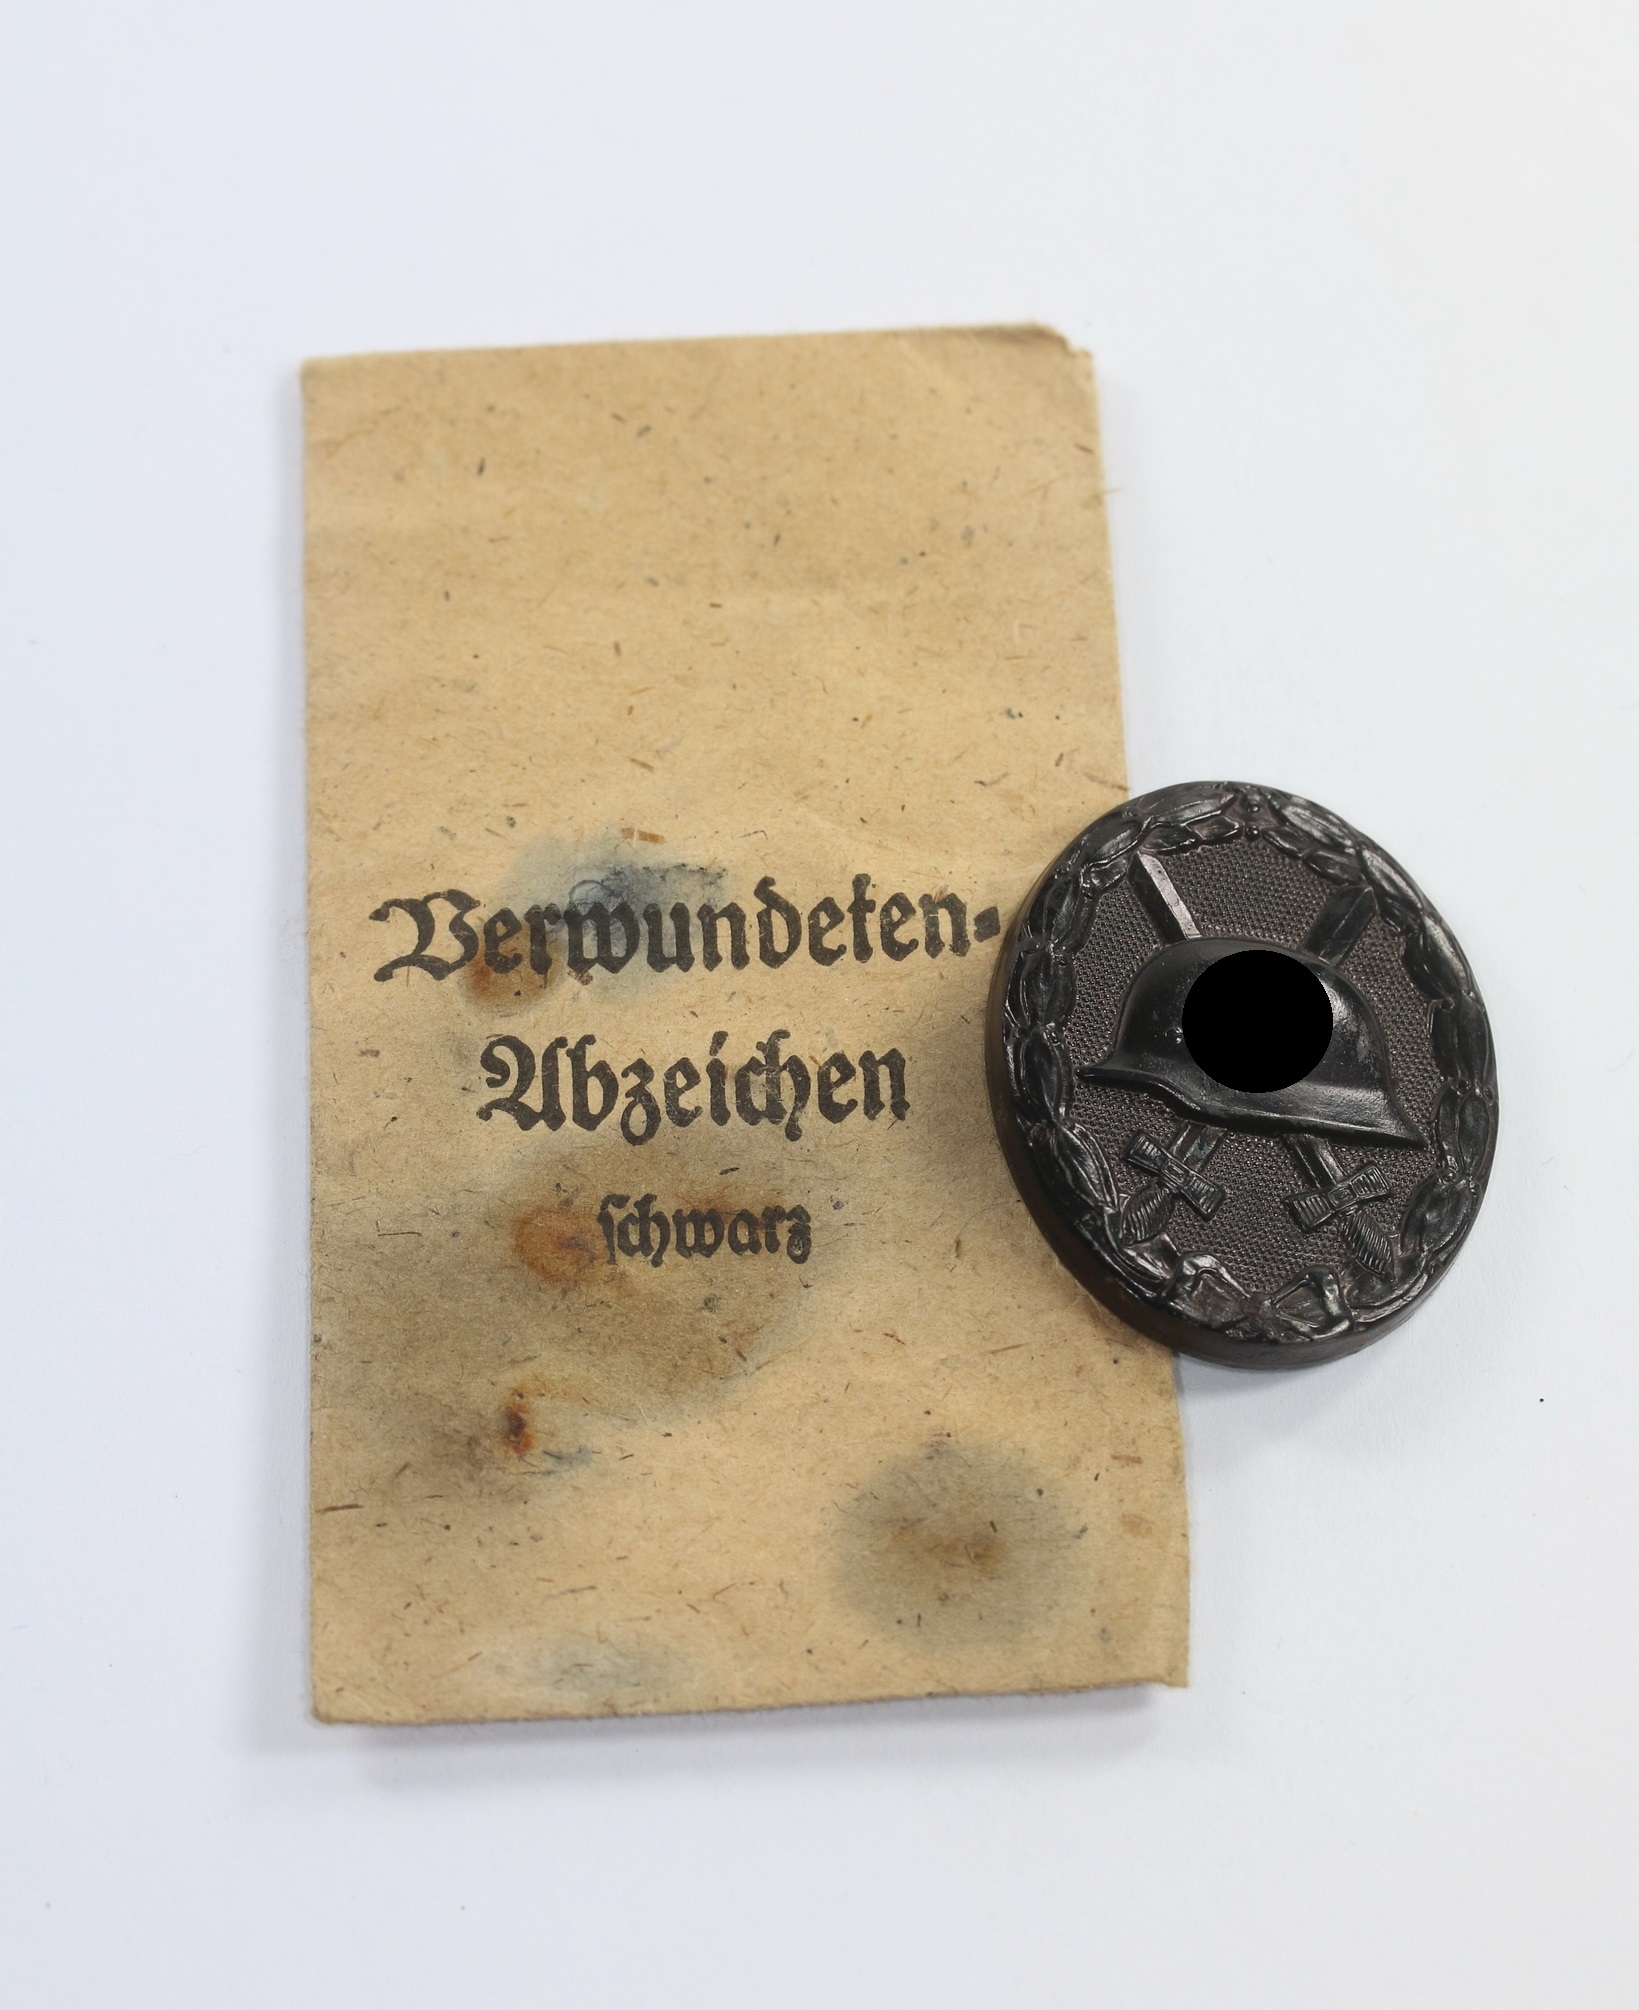 Verwundeten-
Abzeichen
schwarz